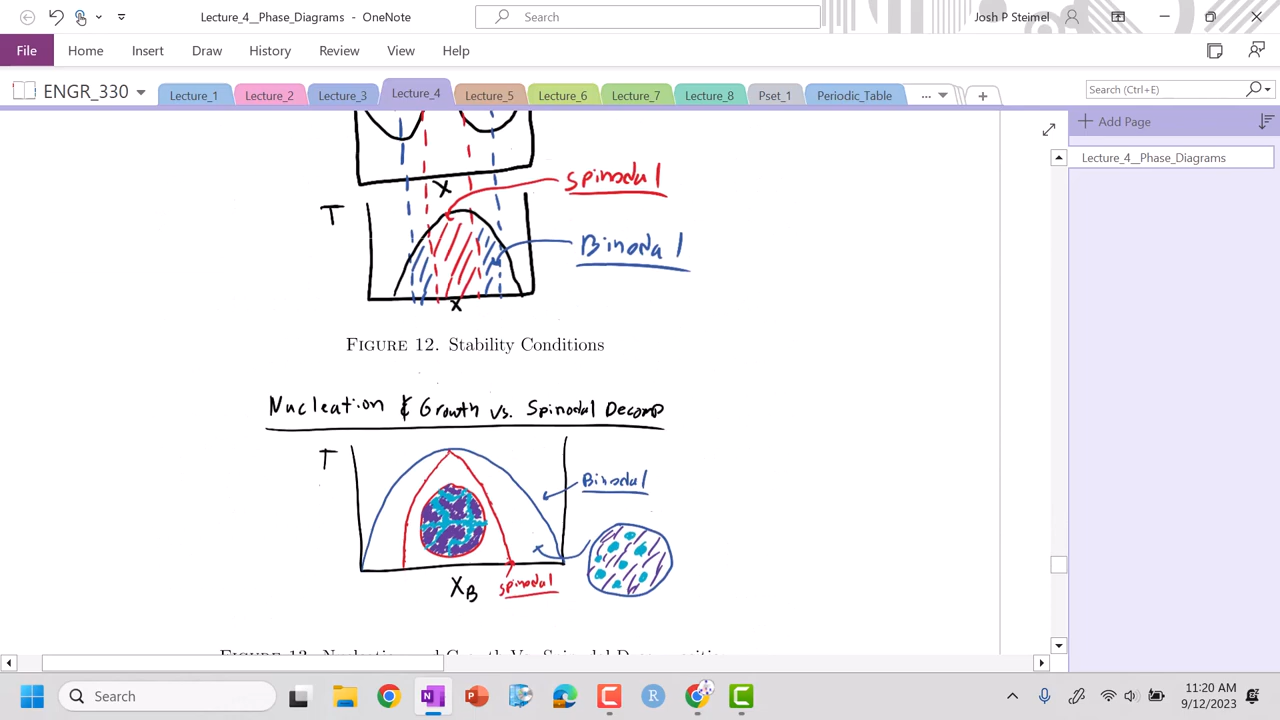 Lecture_4__Phase_Diagrams - OneNote
Search
Josh P Steimel
File Home Insert Draw History Review View Help
ENGR_330
Lecture_1 Lecture_2 Lecture_3 Lecture_4 Lecture_5 Lecture_6 Lecture_7 Lecture_8 Pset_1 Periodic_Table ...
Search (Ctrl+E)
Add Page
Lecture_4__Phase_Diagrams
X
spinodal
T
Binodal
x
FIGURE 12. Stability Conditions
Nucleation & Growth Vs. Spinodal Decomp
T
Binodal
XB
spinodal
Search
11:20 AM
9/12/2023